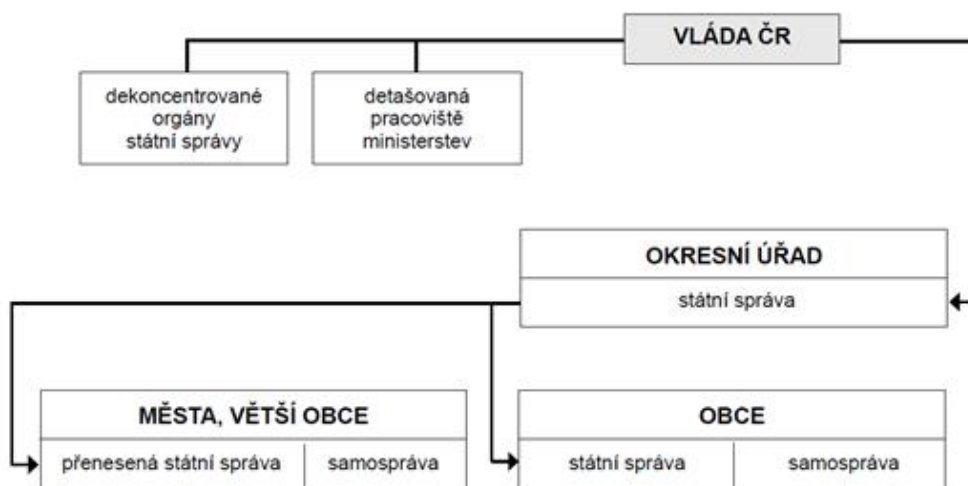 VLÁDA ČR
dekoncentrované
orgány
státní správy
detašovaná
pracoviště
ministerstev
OKRESNÍ ÚŘAD
státní správa
MĚSTA, VĚTŠÍ OBCE
přenesená státní správa
samospráva
OBCE
státní správa
samospráva